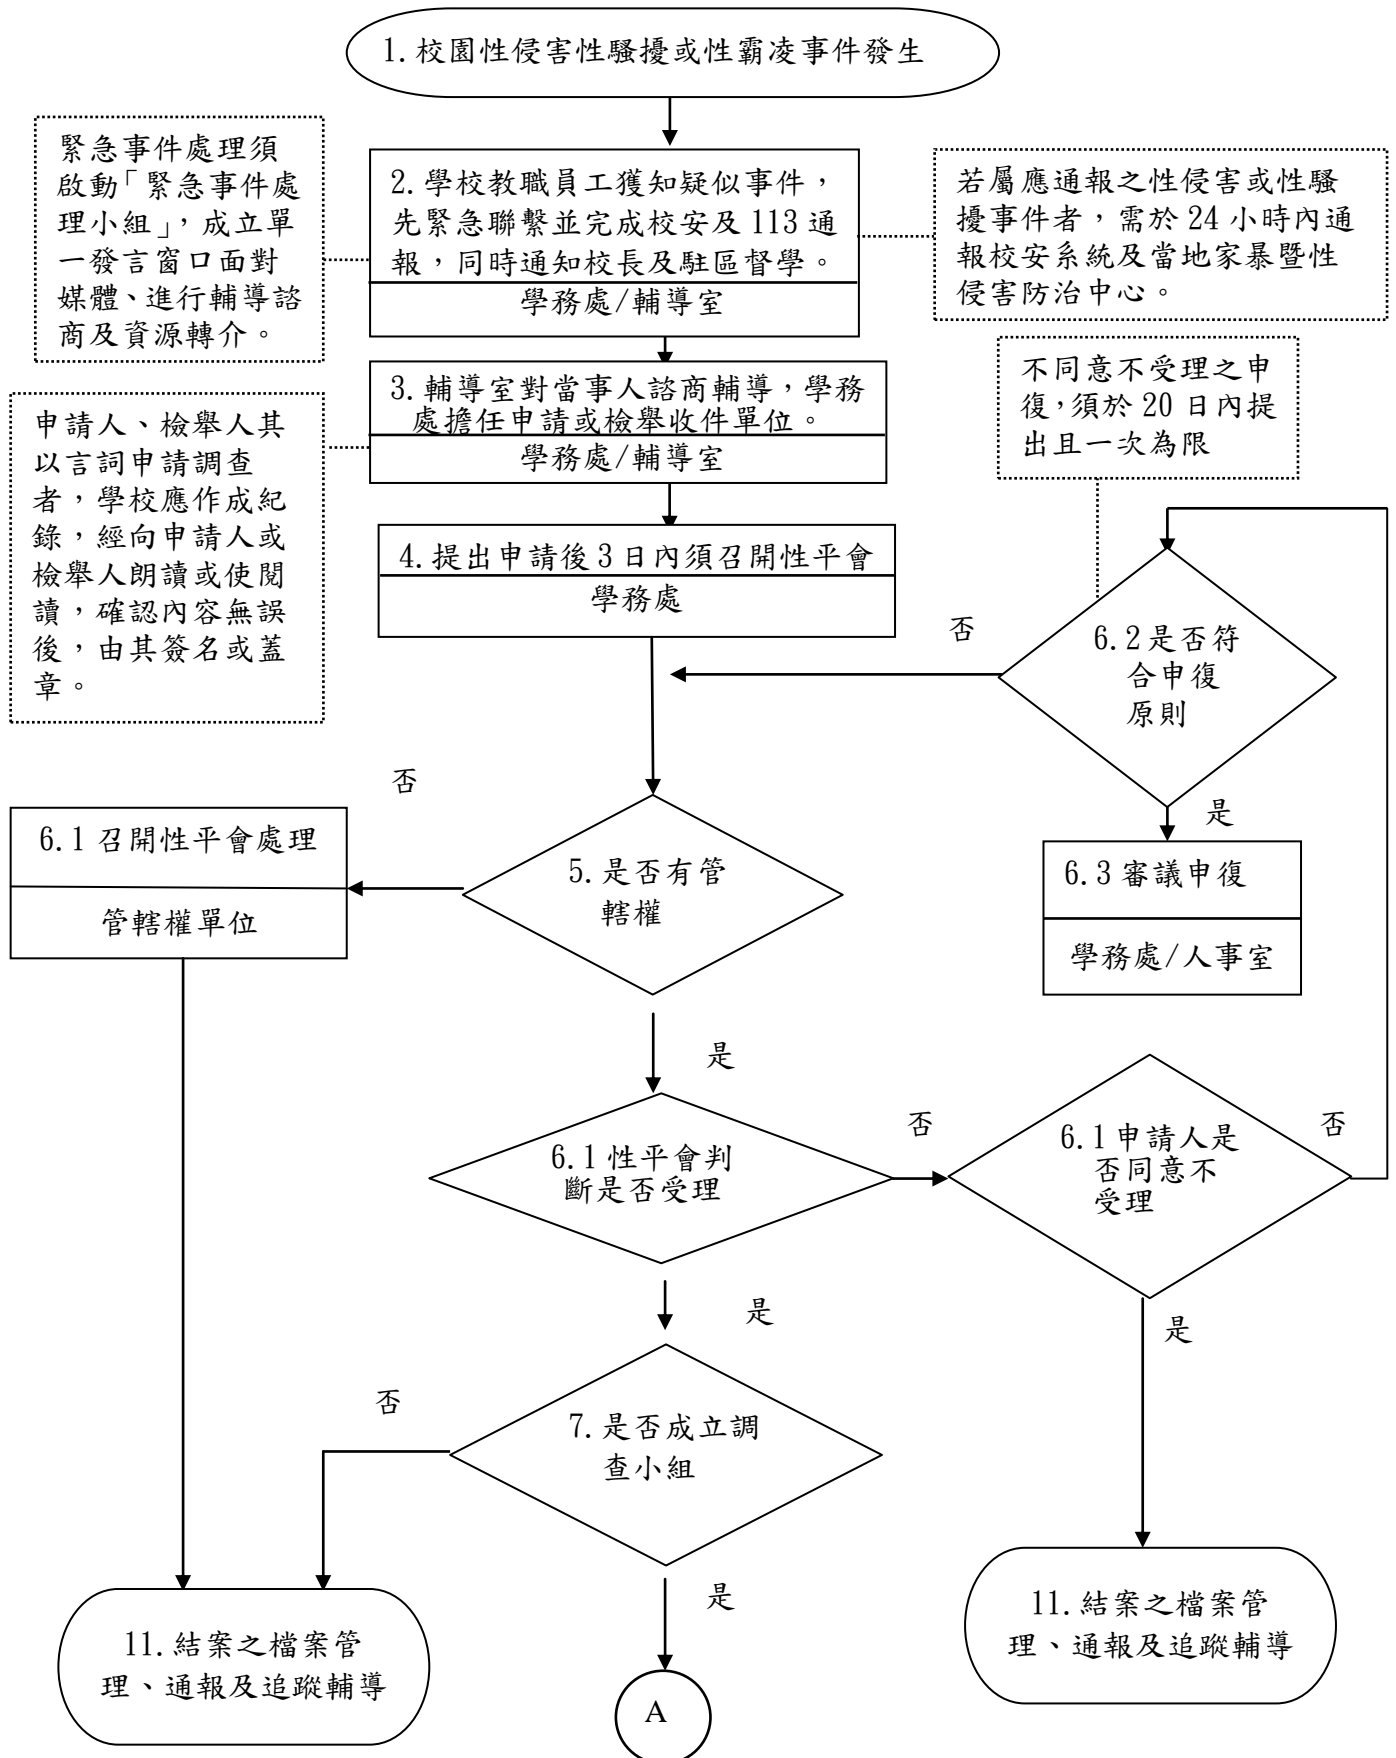 1.校園性侵害性騷擾或性霸凌事件發生
緊急事件處理須
啟動「緊急事件處
理小組」，成立單
一發言窗口面對
媒體、進行輔導諮
商及資源轉介。
2.學校教職員工獲知疑似事件，
先緊急聯繫並完成校安及 113 通
報，同時通知校長及駐區督學。
學務處/輔導室
若屬應通報之性侵害或性騷
擾事件者，需於 24 小時內通
報校安系統及當地家暴暨性
侵害防治中心。
3.輔導室對當事人諮商輔導，學務
處擔任申請或檢舉收件單位。
學務處/輔導室
不同意不受理之申
復，須於 20 日內提
出且一次為限
申請人、檢舉人其
以言詞申請調查
者，學校應作成紀
錄，經向申請人或
檢舉人朗讀或使閱
讀，確認內容無誤
後，由其簽名或蓋
章。
4.提出申請後 3 日內須召開性平會
學務處
否
6.2 是否符
合申復
原則
是
6.3 審議申復
學務處/人事室
否
6.1 召開性平會處理
管轄權單位
5.是否有管
轄權
是
6.1 性平會判
斷是否受理
否
6.1 申請人是
否同意不
受理
否
是
是
否
7.是否成立調
查小組
是
11.結案之檔案管
理、通報及追蹤輔導
A
11.結案之檔案管
理、通報及追蹤輔導